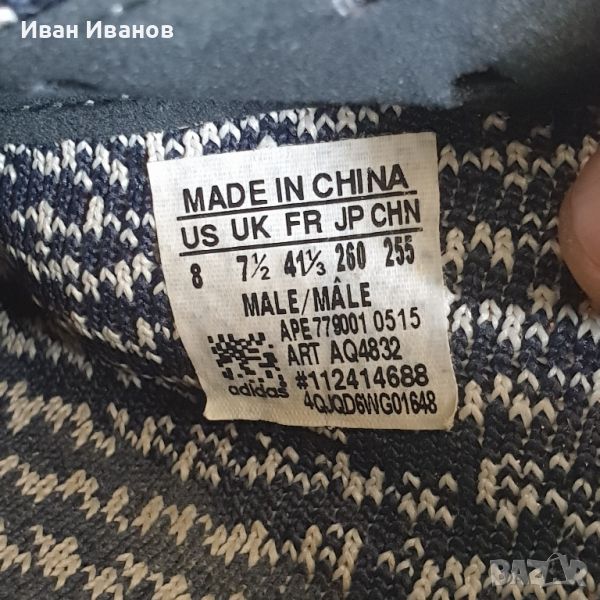 Иван Иванов
MADE IN CHINA
US UK FR JP CHN
8 7½ 41⅓ 260 255
MALE/MÂLE
APE 779001 0515
ART AQ4832
#112414688
4QJQD6WG01648
adidas
BAZAR